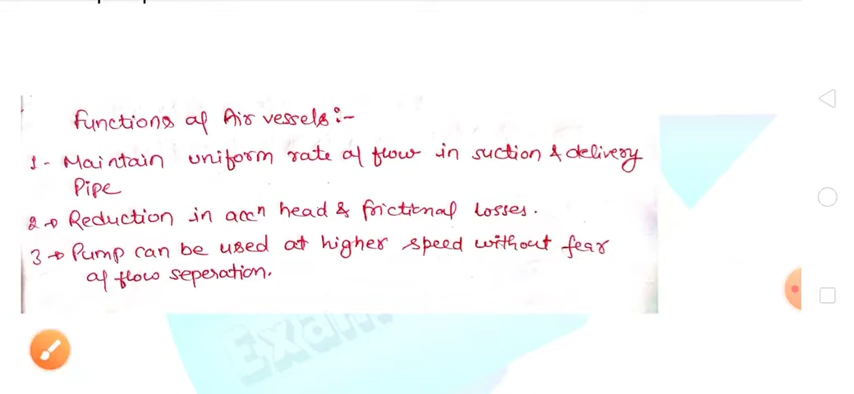 Functions of Air vessels:-
1- Maintain uniform rate of flow in suction & delivery
Pipe
2→ Reduction in accn head & frictional losses.
3→ Pump can be used at higher speed without fear
of flow seperation.
Exam